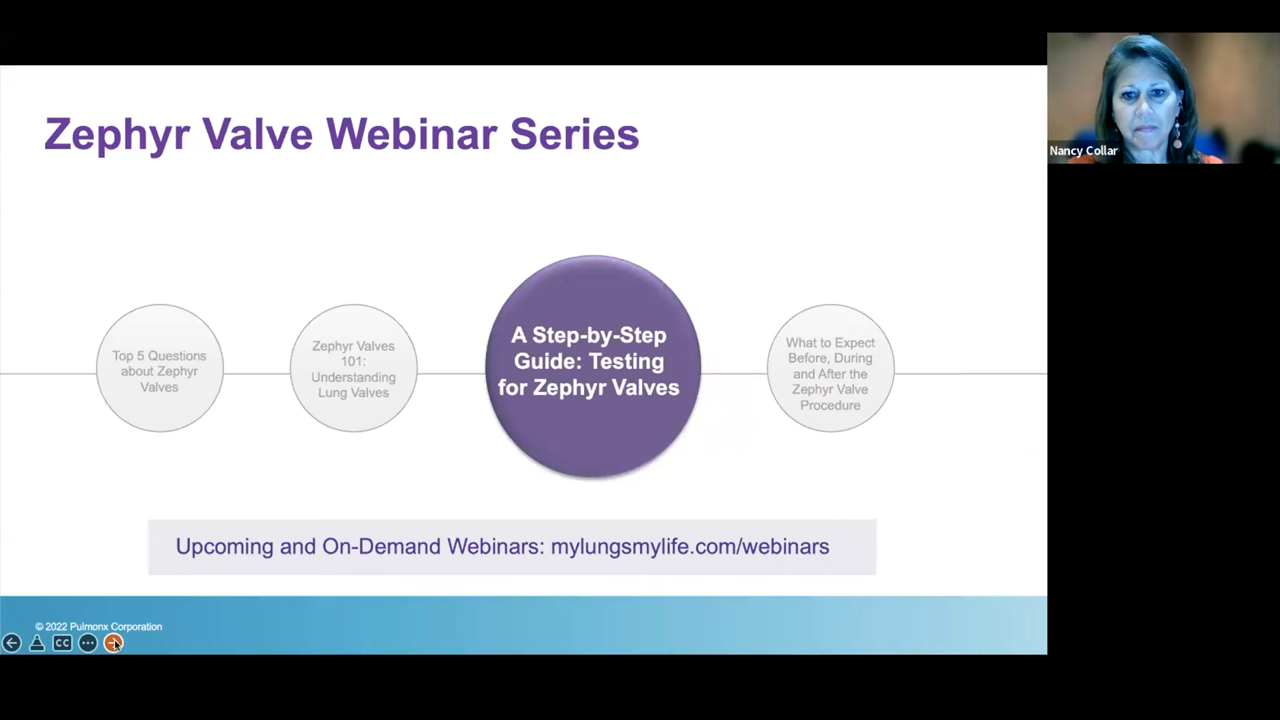 Zephyr Valve Webinar Series
Nancy Collar
Top 5 Questions
about Zephyr
Valves
Zephyr Valves
101:
Understanding
Lung Valves
A Step-by-Step
Guide: Testing
for Zephyr Valves
What to Expect
Before, During
and After the
Zephyr Valve
Procedure
Upcoming and On-Demand Webinars: mylungsmylife.com/webinars
© 2022 Pulmonx Corporation
CC